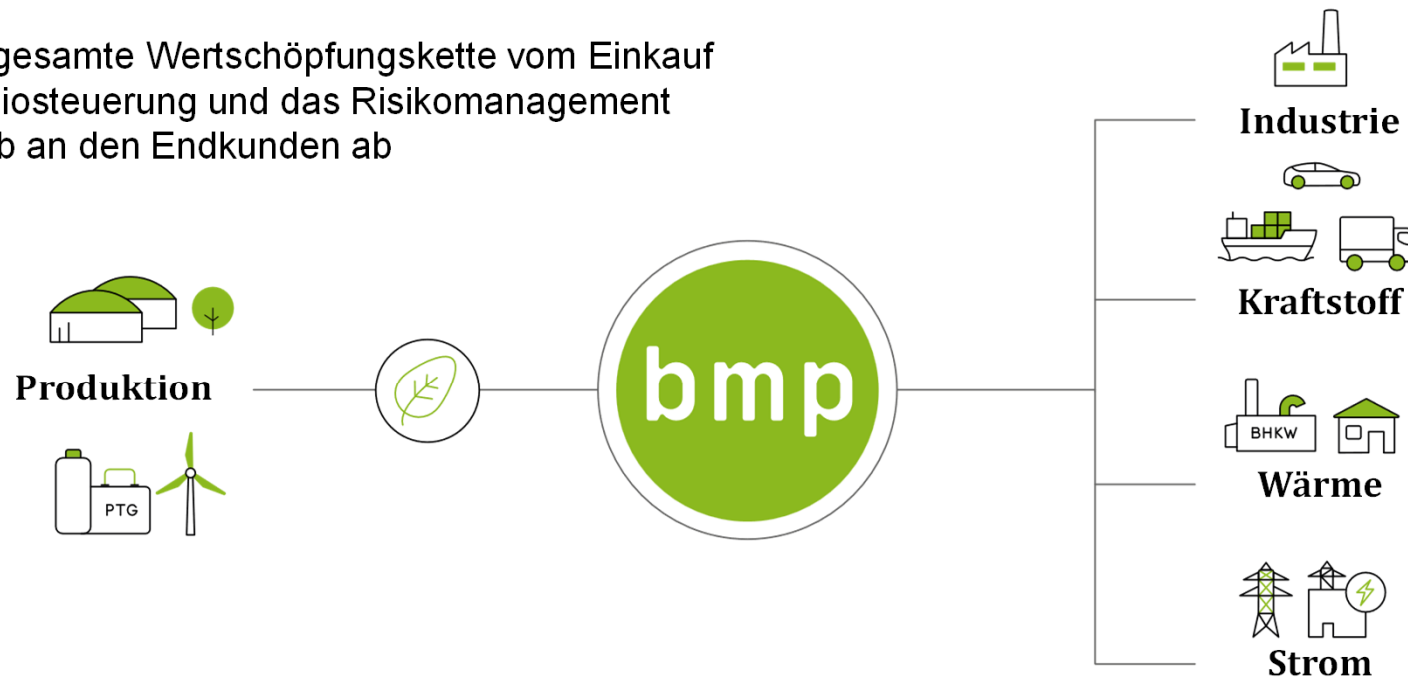 gesamte Wertschöpfungskette vom Einkauf
iosteuerung und das Risikomanagement
b an den Endkunden ab
Industrie
Kraftstoff
Produktion
bmp
BHKW
Wärme
PTG
Strom